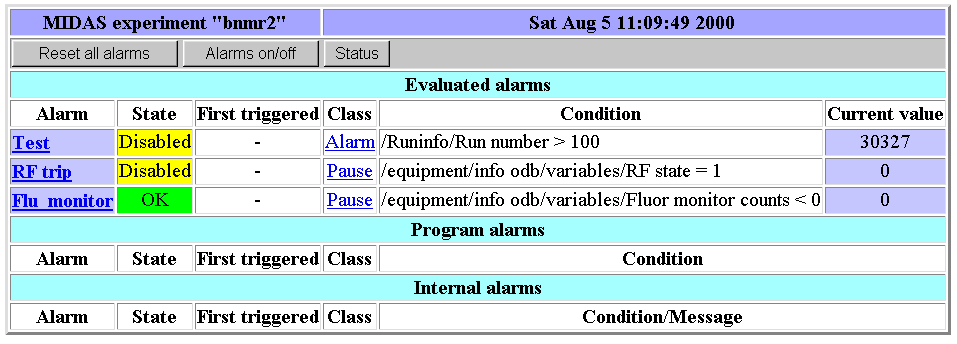 MIDAS experiment "bnmr2" Sat Aug 5 11:09:49 2000
Reset all alarms Alarms on/off Status
Evaluated alarms
Alarm State First triggered Class Condition Current value
Test Disabled - Alarm /Runinfo/Run number > 100 30327
RF trip Disabled - Pause /equipment/info odb/variables/RF state = 1 0
Flu_monitor OK - Pause /equipment/info odb/variables/Fluor monitor counts < 0 0
Program alarms
Alarm State First triggered Class Condition
Internal alarms
Alarm State First triggered Class Condition/Message